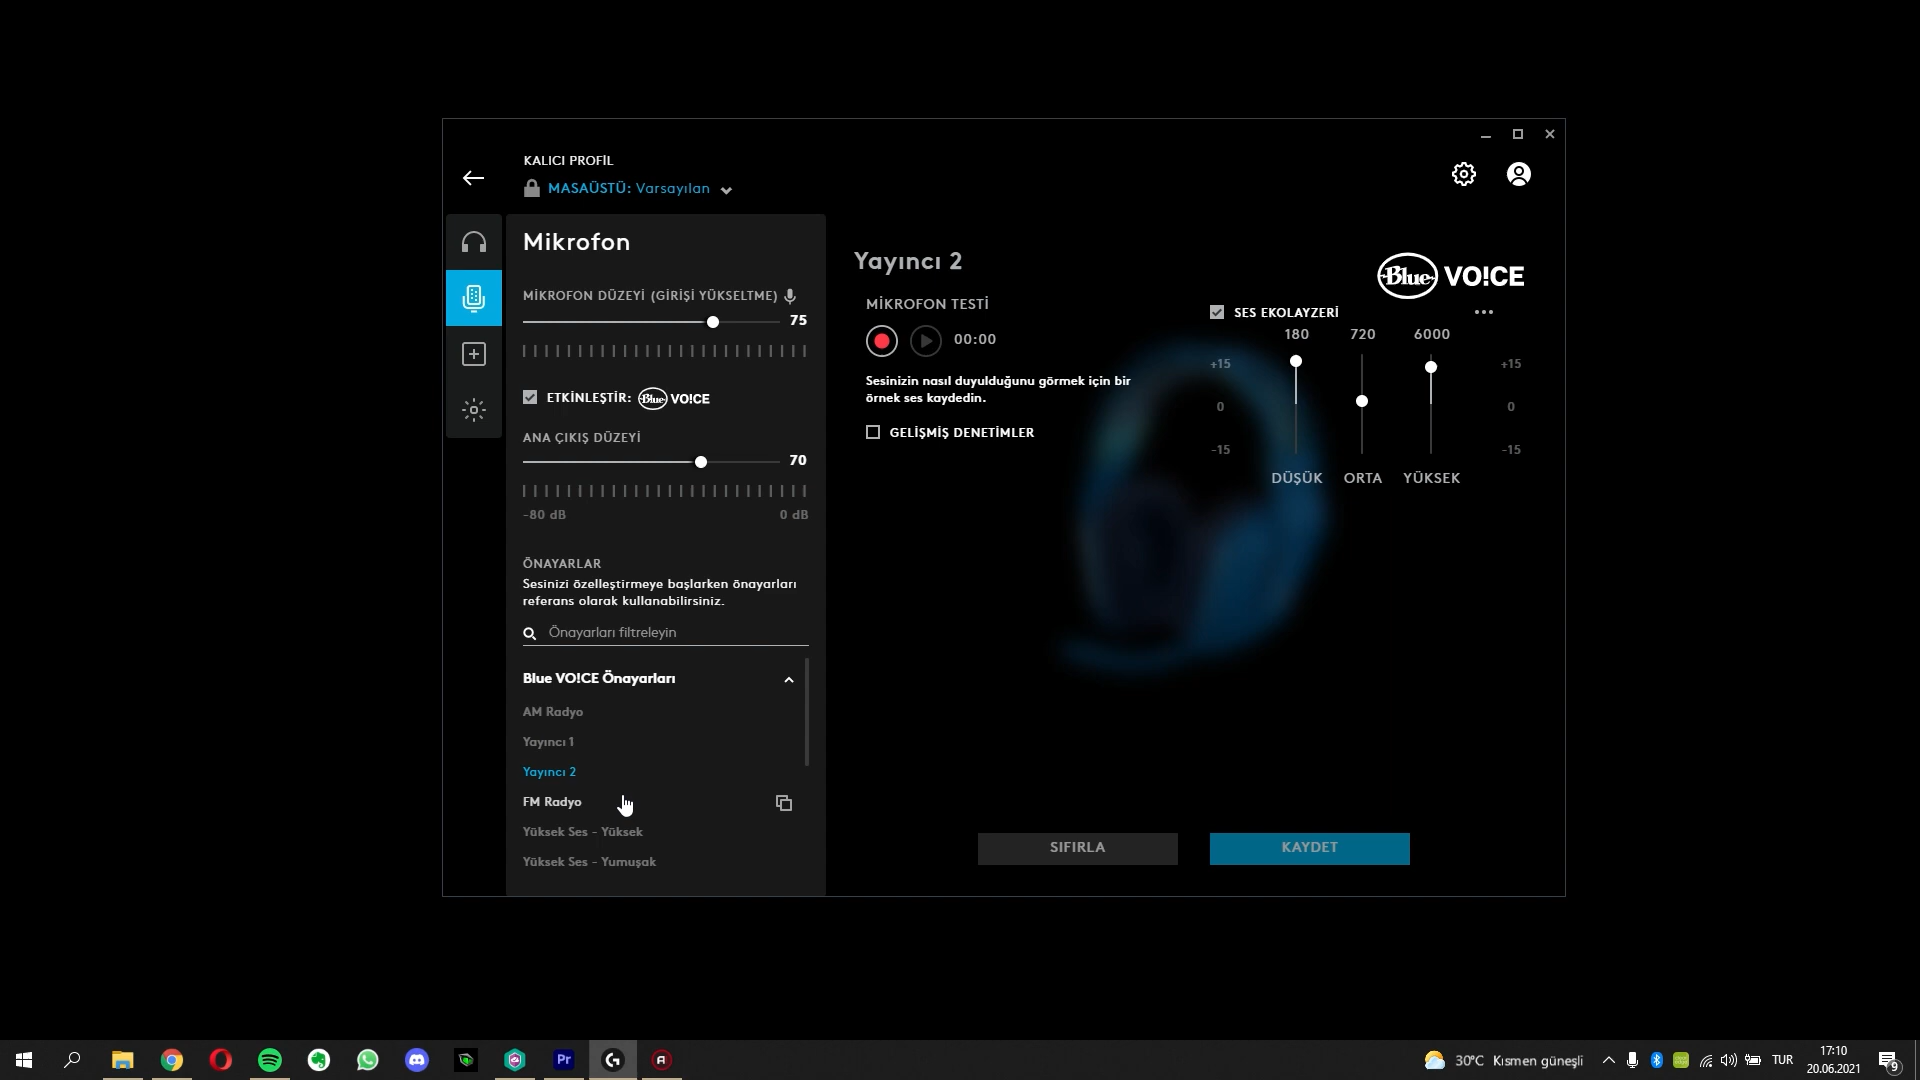 KALICI PROFİL
MASAÜSTÜ: Varsayılan
Mikrofon
MİKROFON DÜZEYİ (GİRİŞİ YÜKSELTME)
75
ETKİNLEŞTİR: Blue VO!CE
ANA ÇIKIŞ DÜZEYİ
70
-80 dB 0 dB
ÖNAYARLAR
Sesinizi özelleştirmeye başlarken önayarları
referans olarak kullanabilirsiniz.
Önayarları filtreleyin
Blue VO!CE Önayarları
AM Radyo
Yayıncı 1
Yayıncı 2
FM Radyo
Yüksek Ses - Yüksek
Yüksek Ses - Yumuşak
Yayıncı 2
MİKROFON TESTİ
00:00
Sesinizin nasıl duyulduğunu görmek için bir
örnek ses kaydedin.
GELİŞMİŞ DENETİMLER
Blue VO!CE
SES EKOLAYZERİ
180 720 6000
+15 +15
0 0
-15 -15
DÜŞÜK ORTA YÜKSEK
SIFIRLA
KAYDET
Pr
30°C Kısmen güneşli
TUR
17:10
20.06.2021
9